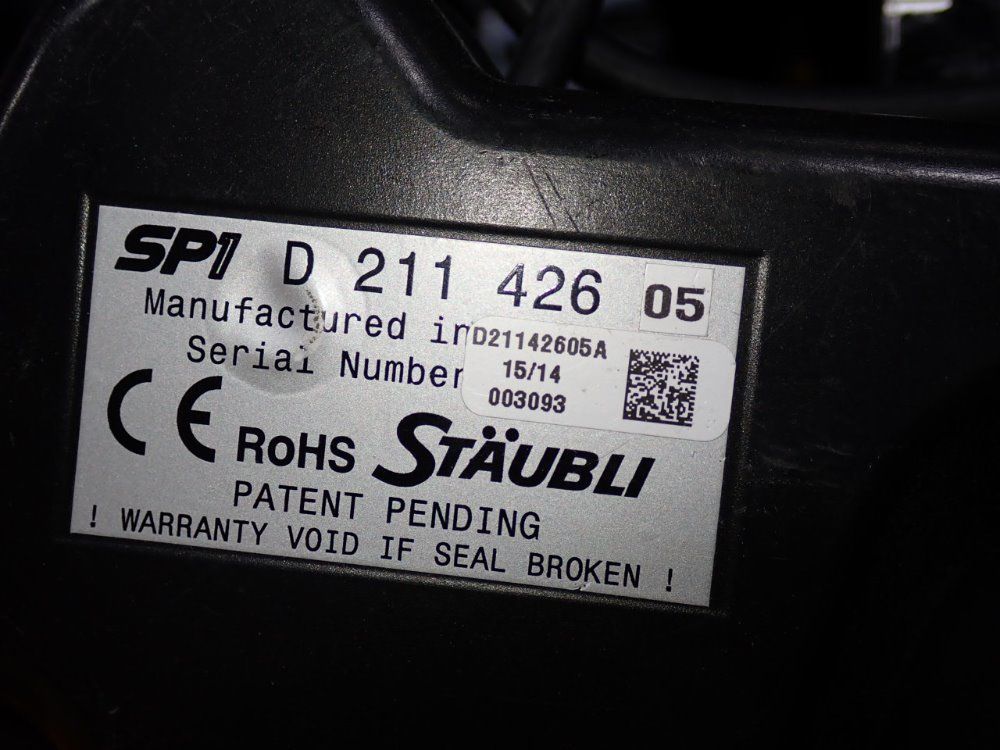 SP1 D 211 426 05
Manufactured in
Serial Number
D21142605A
15/14
003093
CE RoHS STÄUBLI
PATENT PENDING
! WARRANTY VOID IF SEAL BROKEN !